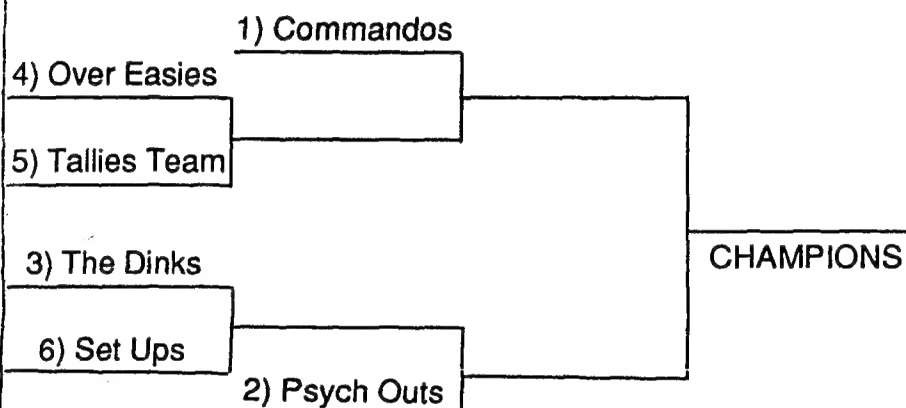 1) Commandos
4) Over Easies
5) Tallies Team
3) The Dinks
CHAMPIONS
6) Set Ups
2) Psych Outs